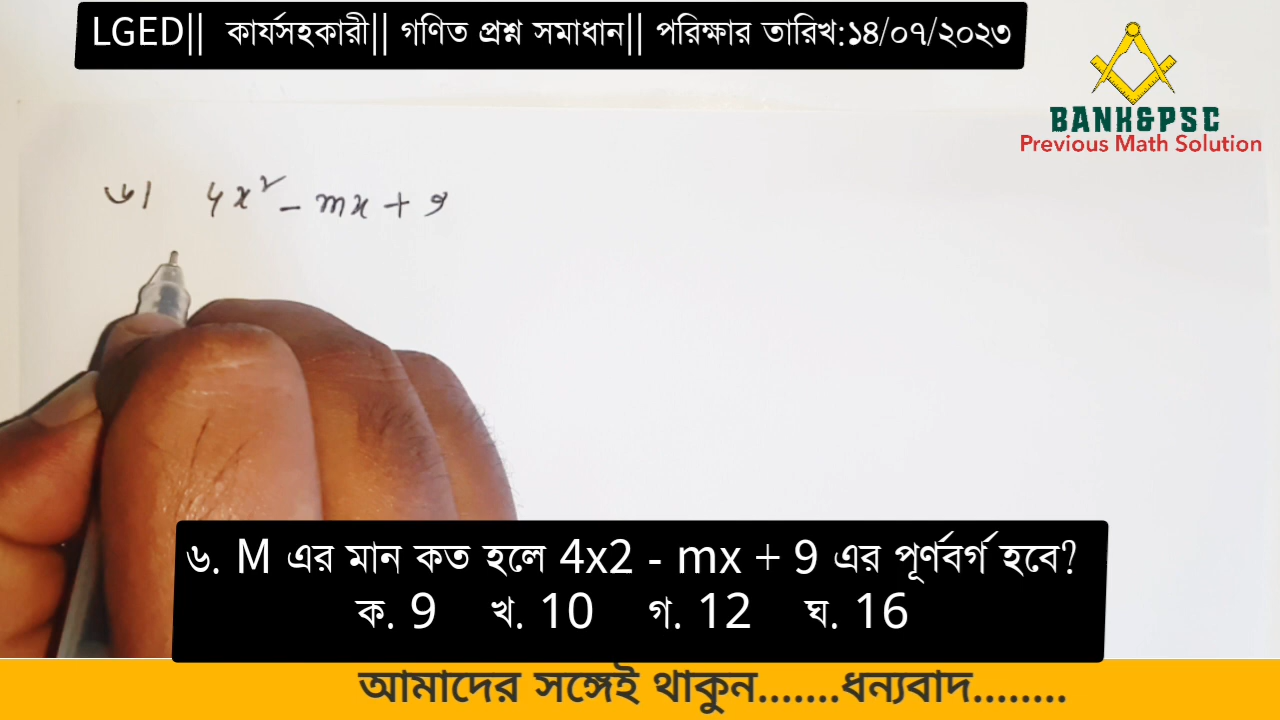 LGED|| কার্যসহকারী|| গণিত প্রশ্ন সমাধান|| পরিক্ষার তারিখ:১৪/০৭/২০২৩
BANK&PSC
Previous Math Solution
৬। 4x² - mx + 9
৬. M এর মান কত হলে 4x2 - mx + 9 এর পূর্ণবর্গ হবে?
ক. 9 খ. 10 গ. 12 ঘ. 16
আমাদের সঙ্গেই থাকুন.......ধন্যবাদ........